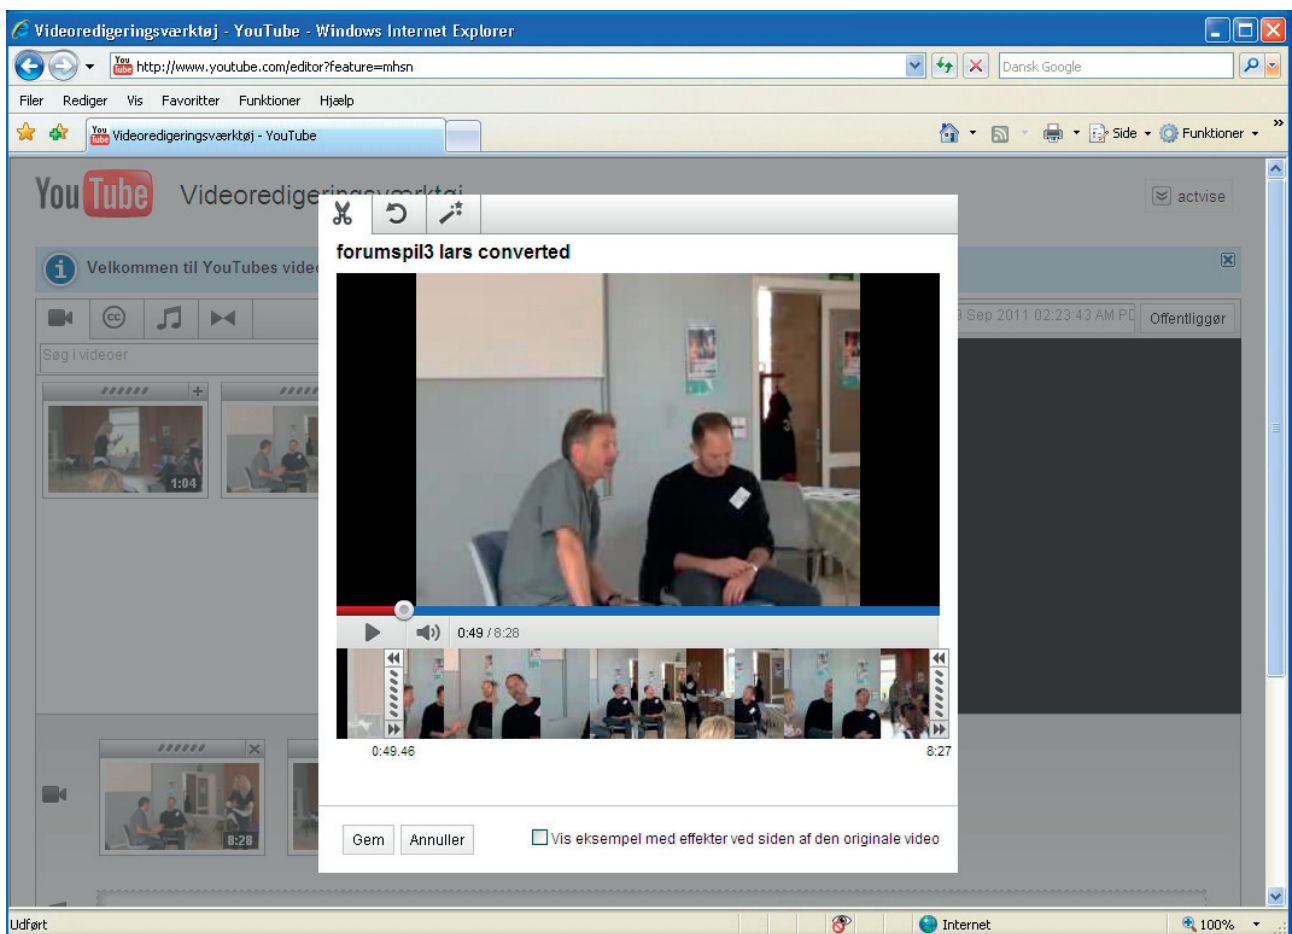 Videoredigeringsværktøj - YouTube - Windows Internet Explorer
http://www.youtube.com/editor?feature=mhsn
Dansk Google
Filer Rediger Vis Favoritter Funktioner Hjælp
Videoredigeringsværktøj - YouTube
Side
Funktioner
YouTube
Videoredigeringsværktøj
actvise
forumspil3 lars converted
Velkommen til YouTubes
Sep 2011 02:23:43 AM
Offentliggør
Søg i videoer
1:04
0:49 / 8:28
0:49.46
8:27
8:28
Gem
Annuller
Vis eksempel med effekter ved siden af den originale video
Udført
Internet
100%